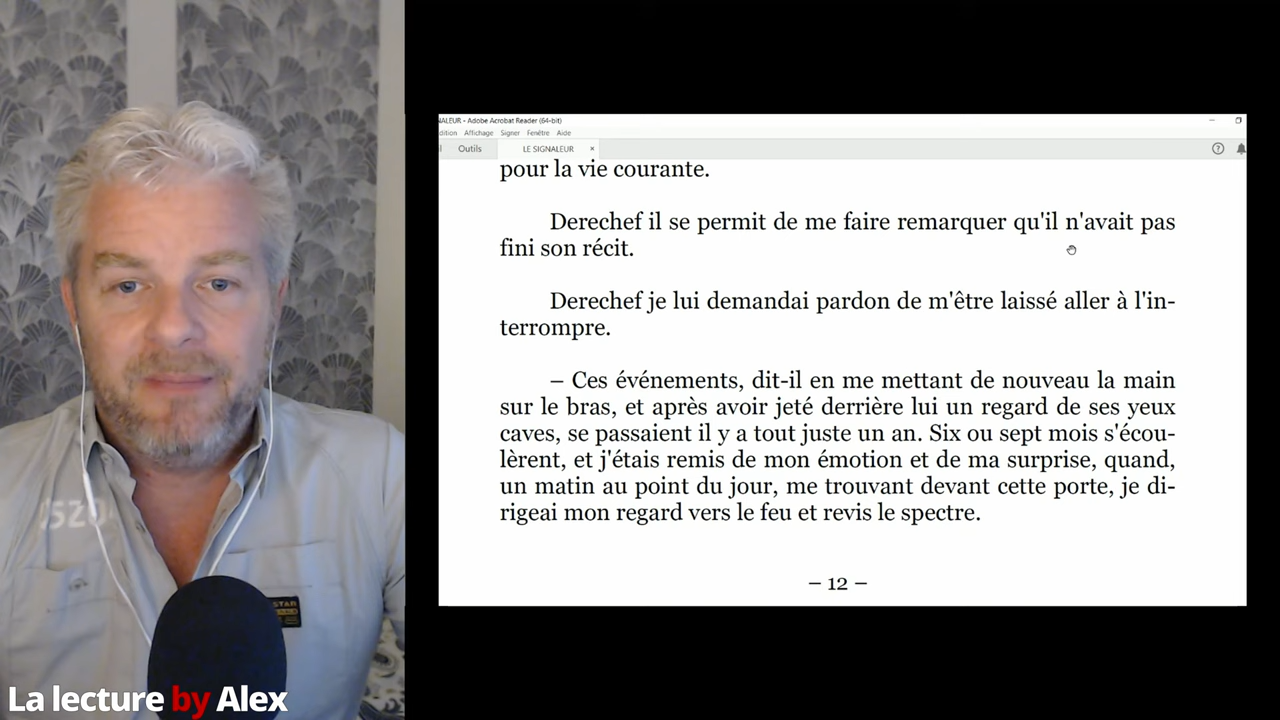 NALEUR - Adobe Acrobat Reader (64-bit)
dition Affichage Signer Fenêtre Aide
Outils LE SIGNALEUR
pour la vie courante.
Derechef il se permit de me faire remarquer qu'il n'avait pas
fini son récit.
Derechef je lui demandai pardon de m'être laissé aller à l'in-
terrompre.
– Ces événements, dit-il en me mettant de nouveau la main
sur le bras, et après avoir jeté derrière lui un regard de ses yeux
caves, se passaient il y a tout juste un an. Six ou sept mois s'écou-
lèrent, et j'étais remis de mon émotion et de ma surprise, quand,
un matin au point du jour, me trouvant devant cette porte, je di-
rigeai mon regard vers le feu et revis le spectre.
– 12 –
STAR
La lecture by Alex